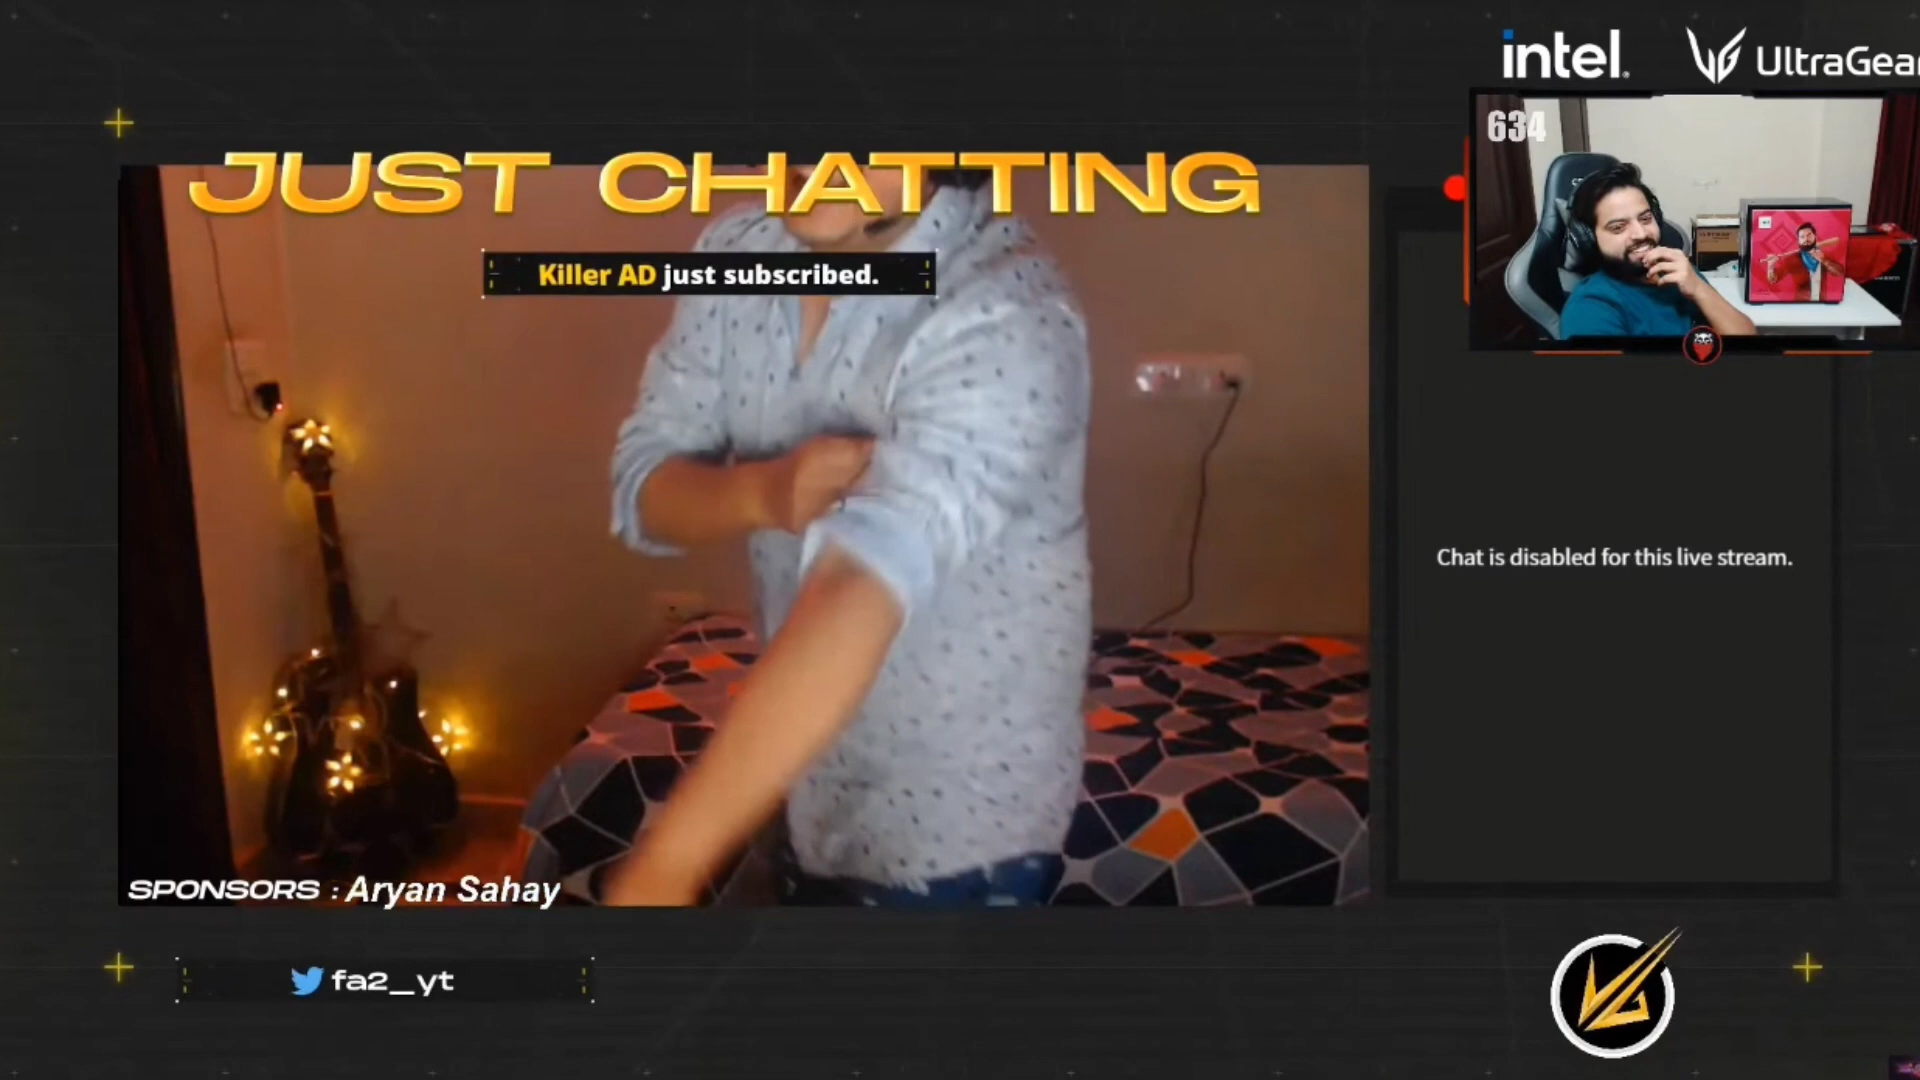 intel.
UltraGear
634
JUST CHATTING
Killer AD just subscribed.
Chat is disabled for this live stream.
SPONSORS : Aryan Sahay
fa2_yt